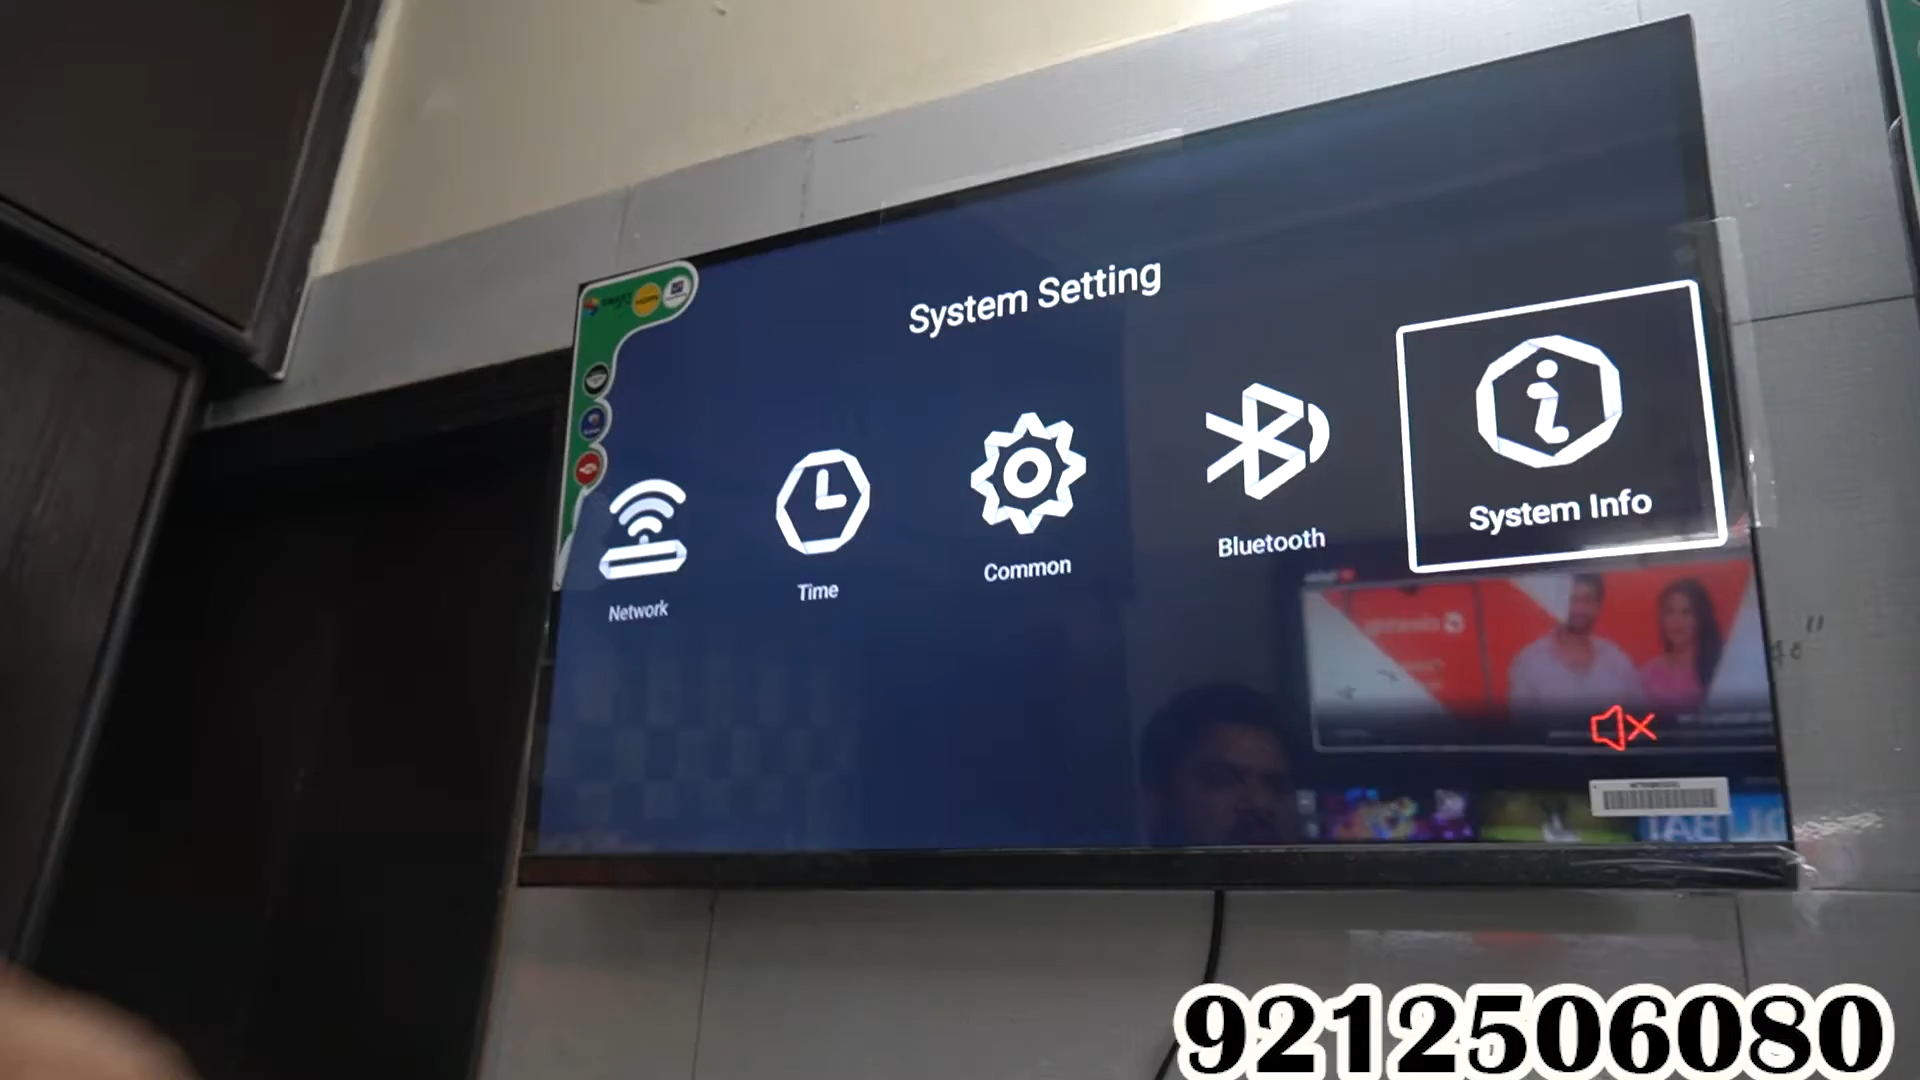 System Setting
Network
Time
Common
Bluetooth
System Info
9212506080